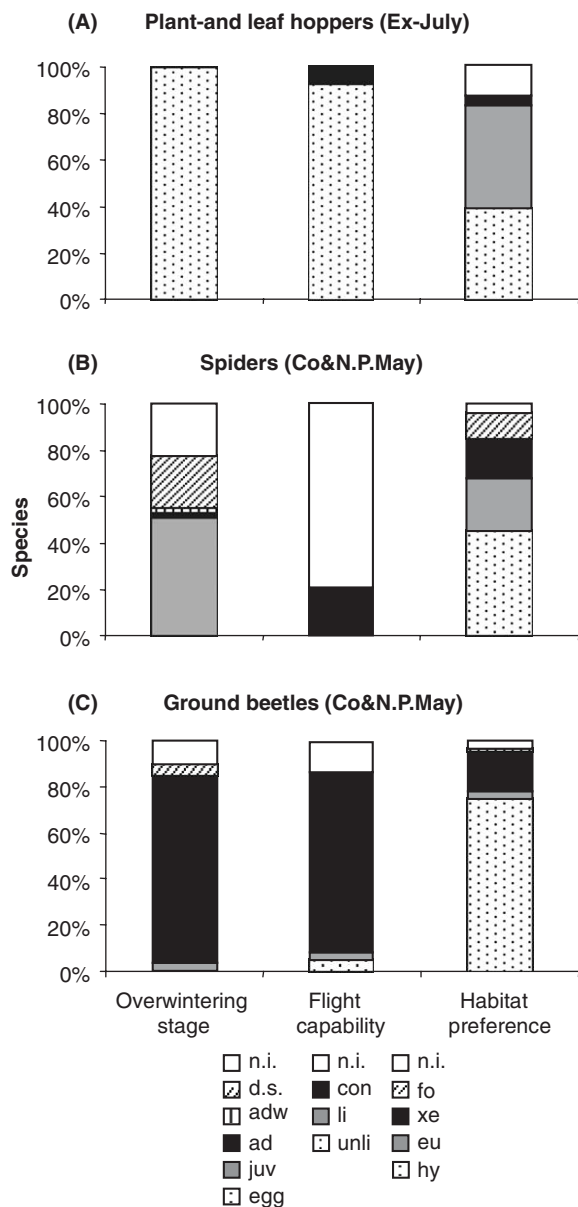 (A) Plant-and leaf hoppers (Ex-July)
100%
80%
60%
40%
20%
0%
(B) Spiders (Co&N.P.May)
100%
80%
60%
40%
20%
0%
Species
(C) Ground beetles (Co&N.P.May)
100%
80%
60%
40%
20%
0%
Overwintering stage
Flight capability
Habitat preference
n.i.
d.s.
adw
ad
juv
egg
n.i.
con
li
unli
n.i.
fo
xe
eu
hy